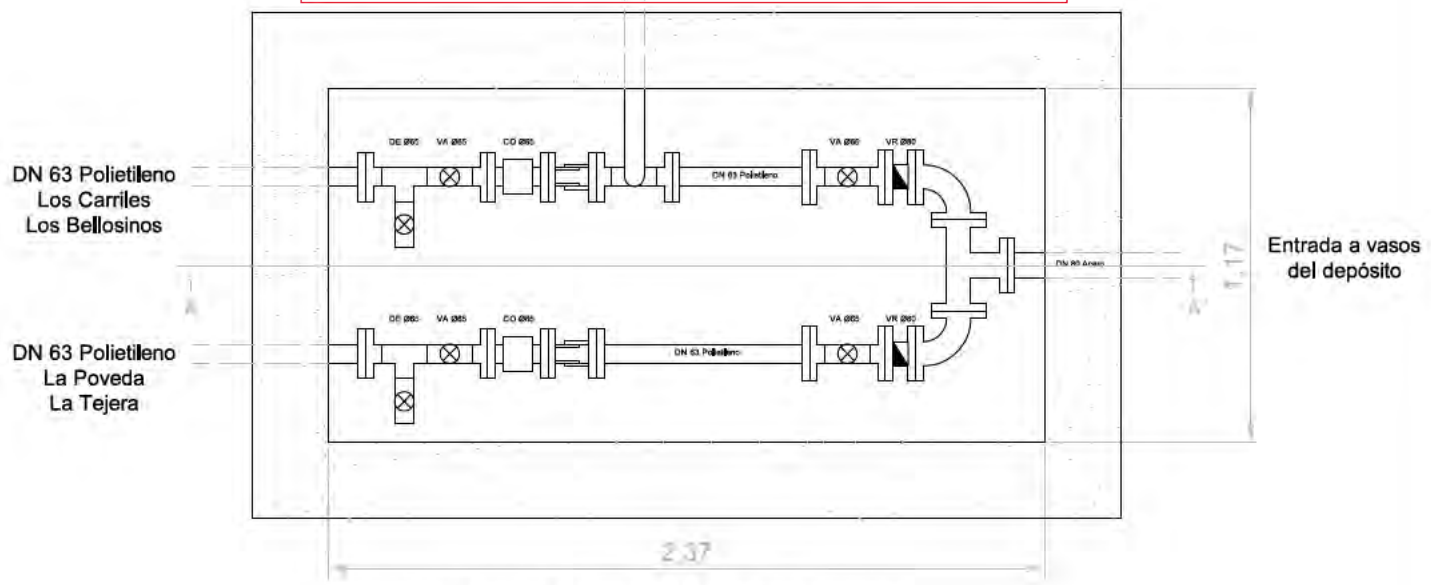 DE Ø65 VA Ø65 CO Ø65 VA Ø65 VR Ø80
DN 63 Polietileno
Los Carriles
Los Bellosinos
DN 63 Polietileno
Entrada a vasos
del depósito
DN 80 Acero
1,17
A
A'
DE Ø65 VA Ø65 CO Ø65 VA Ø65 VR Ø80
DN 63 Polietileno
La Poveda
La Tejera
DN 63 Polietileno
2,37